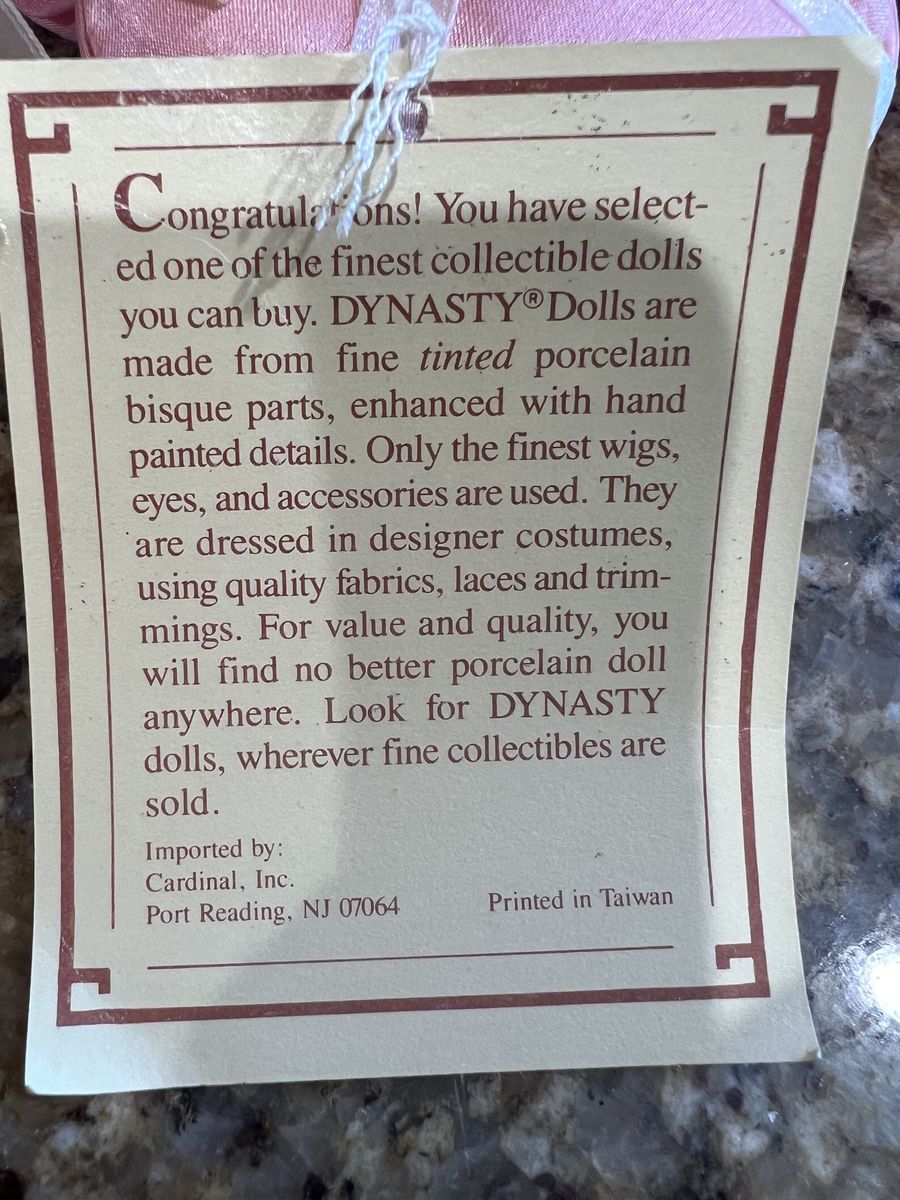 Congratulations! You have select-
ed one of the finest collectible dolls
you can buy. DYNASTY® Dolls are
made from fine tinted porcelain
bisque parts, enhanced with hand
painted details. Only the finest wigs,
eyes, and accessories are used. They
are dressed in designer costumes,
using quality fabrics, laces and trim-
mings. For value and quality, you
will find no better porcelain doll
anywhere. Look for DYNASTY
dolls, wherever fine collectibles are
sold.
Imported by:
Cardinal, Inc.
Port Reading, NJ 07064
Printed in Taiwan